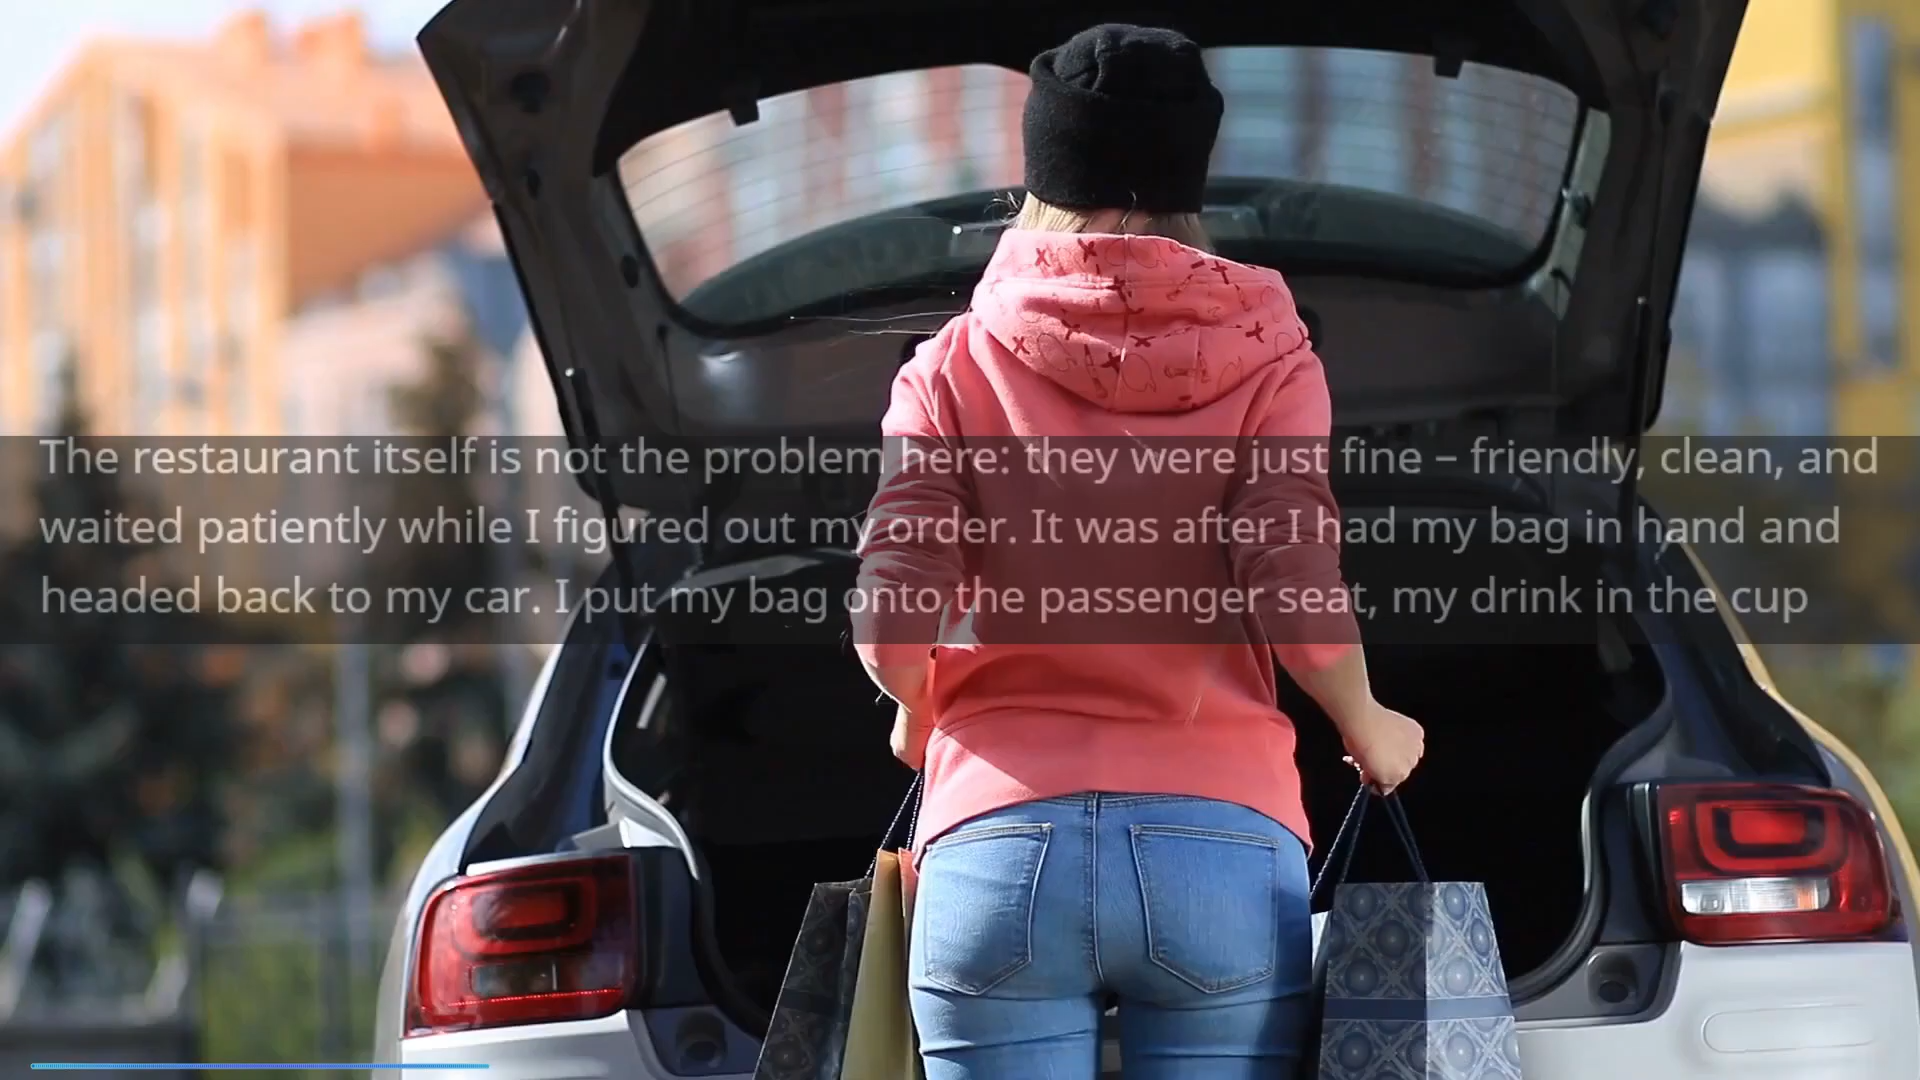 The restaurant itself is not the problem here: they were just fine – friendly, clean, and
waited patiently while I figured out my order. It was after I had my bag in hand and
headed back to my car. I put my bag onto the passenger seat, my drink in the cup